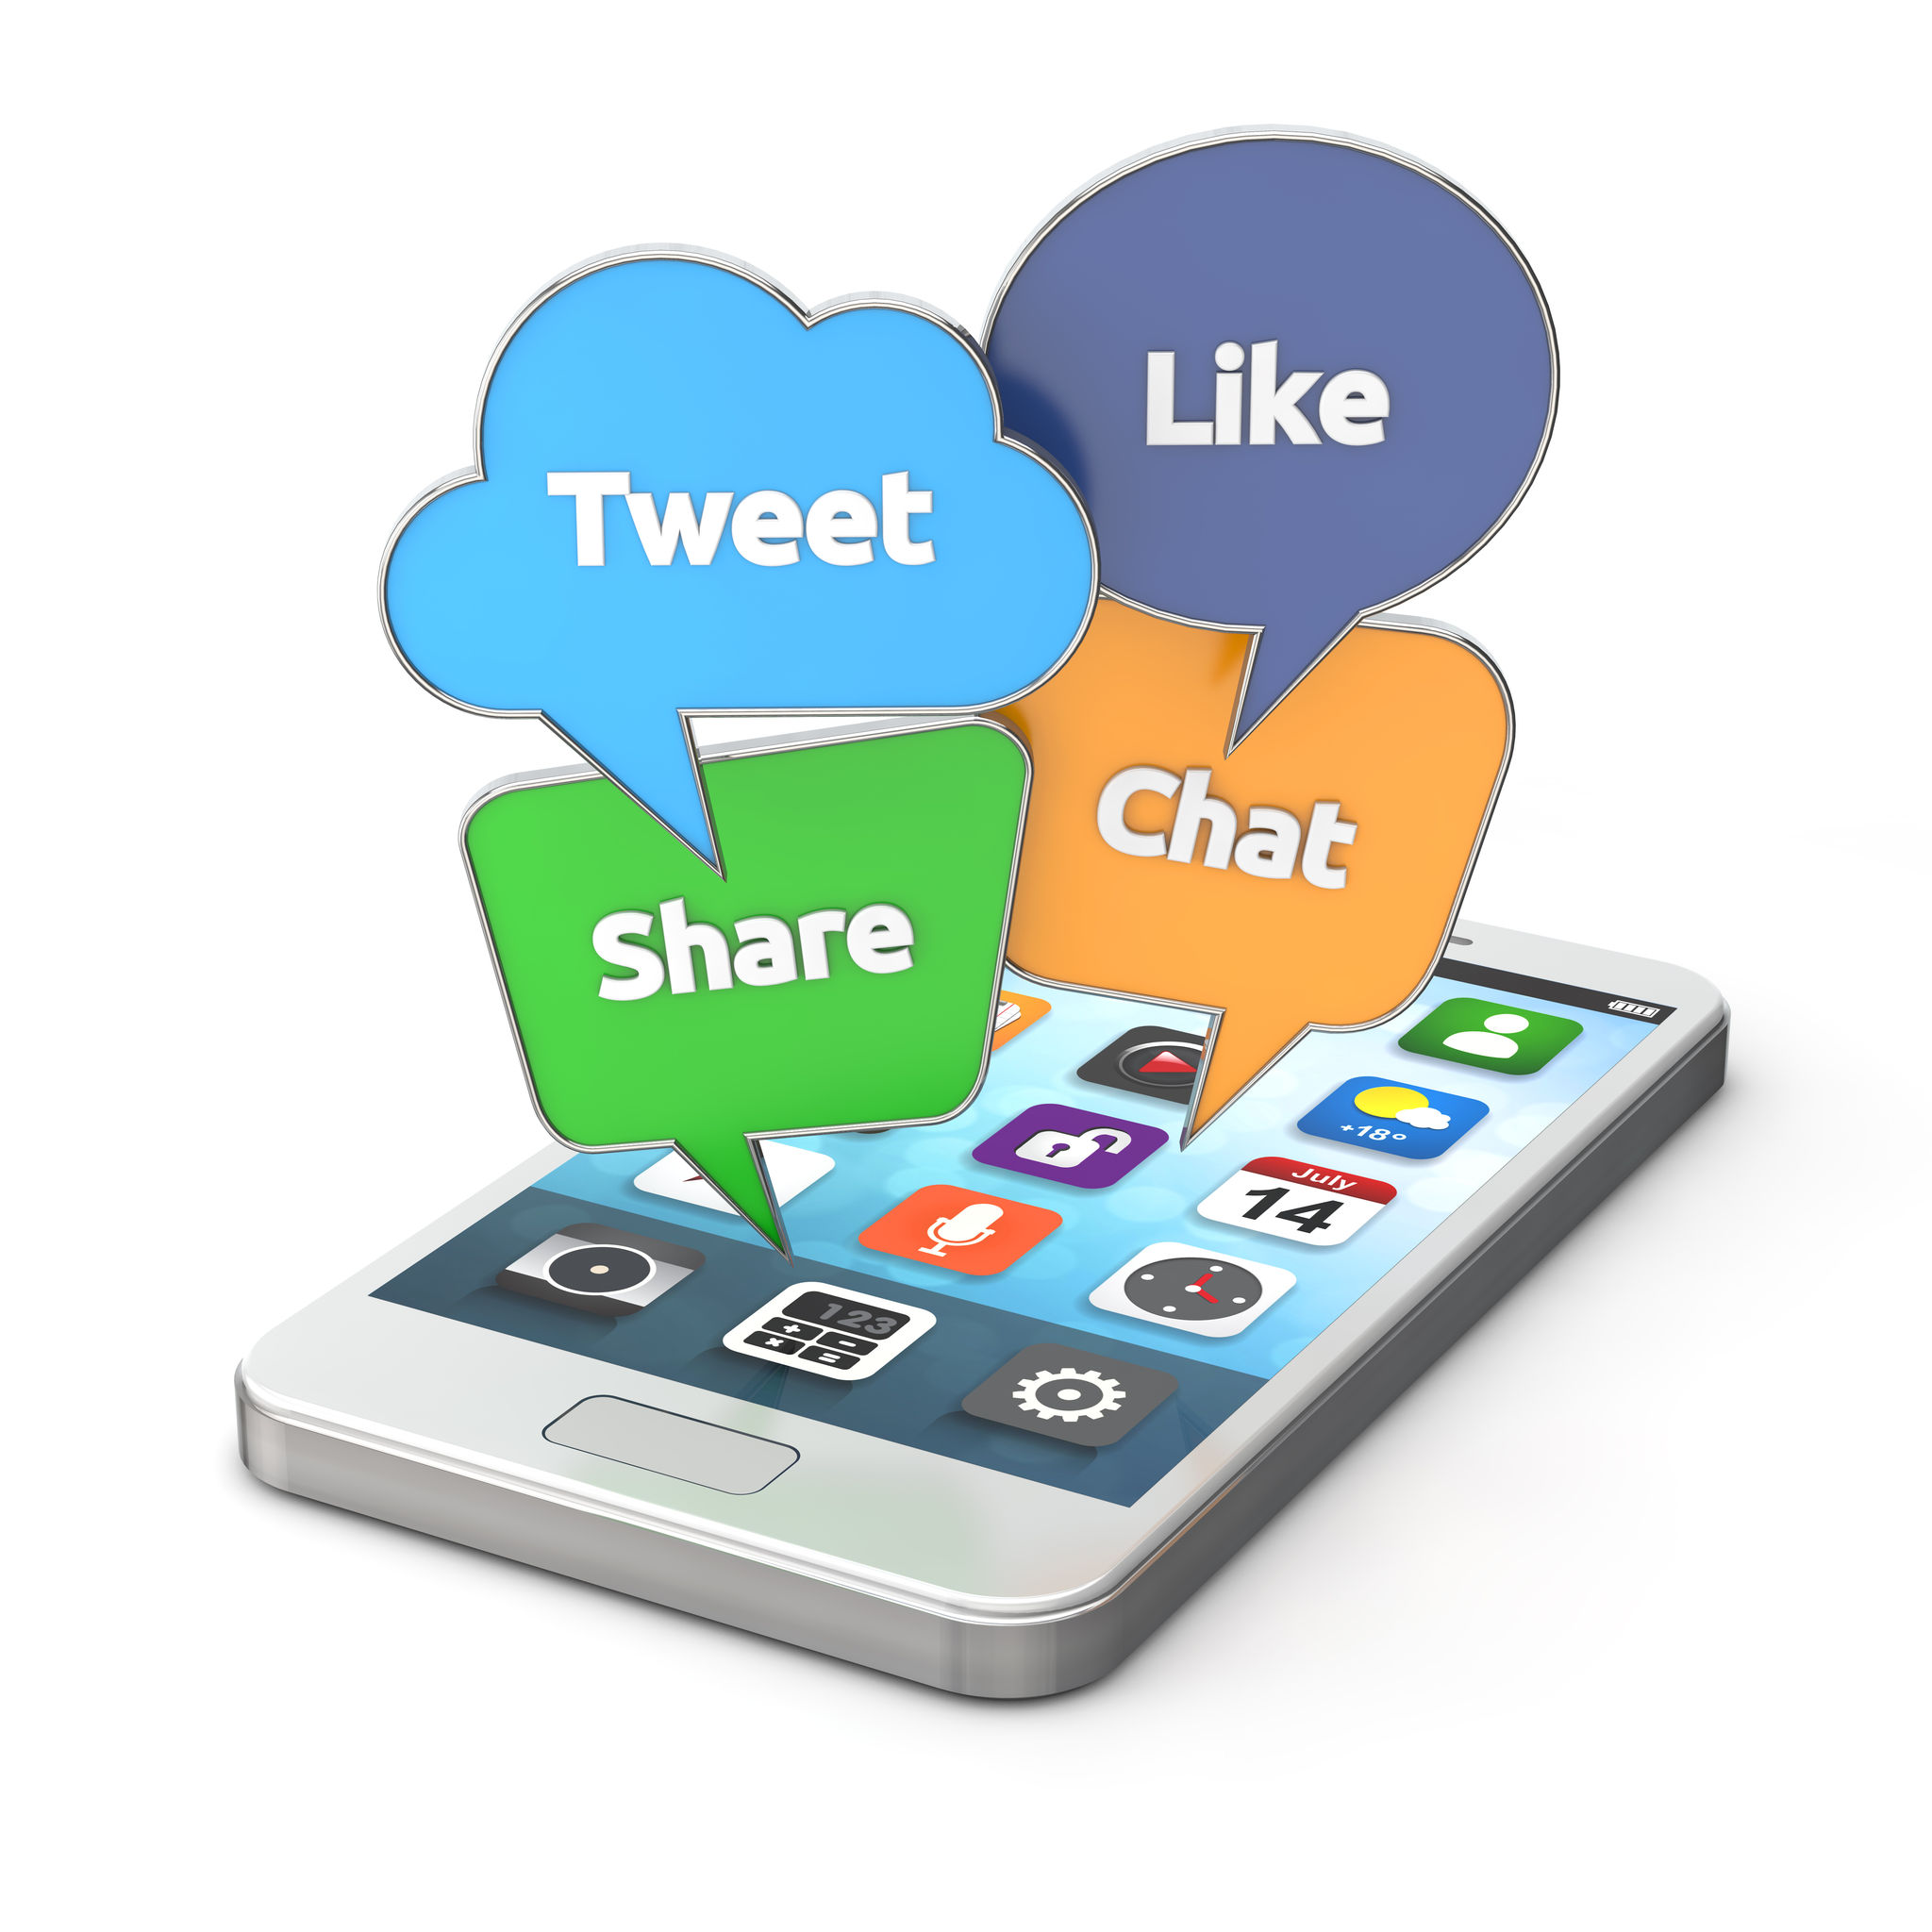 Like
Tweet
Chat
Share
+18°
July
14
123
+ −
× =